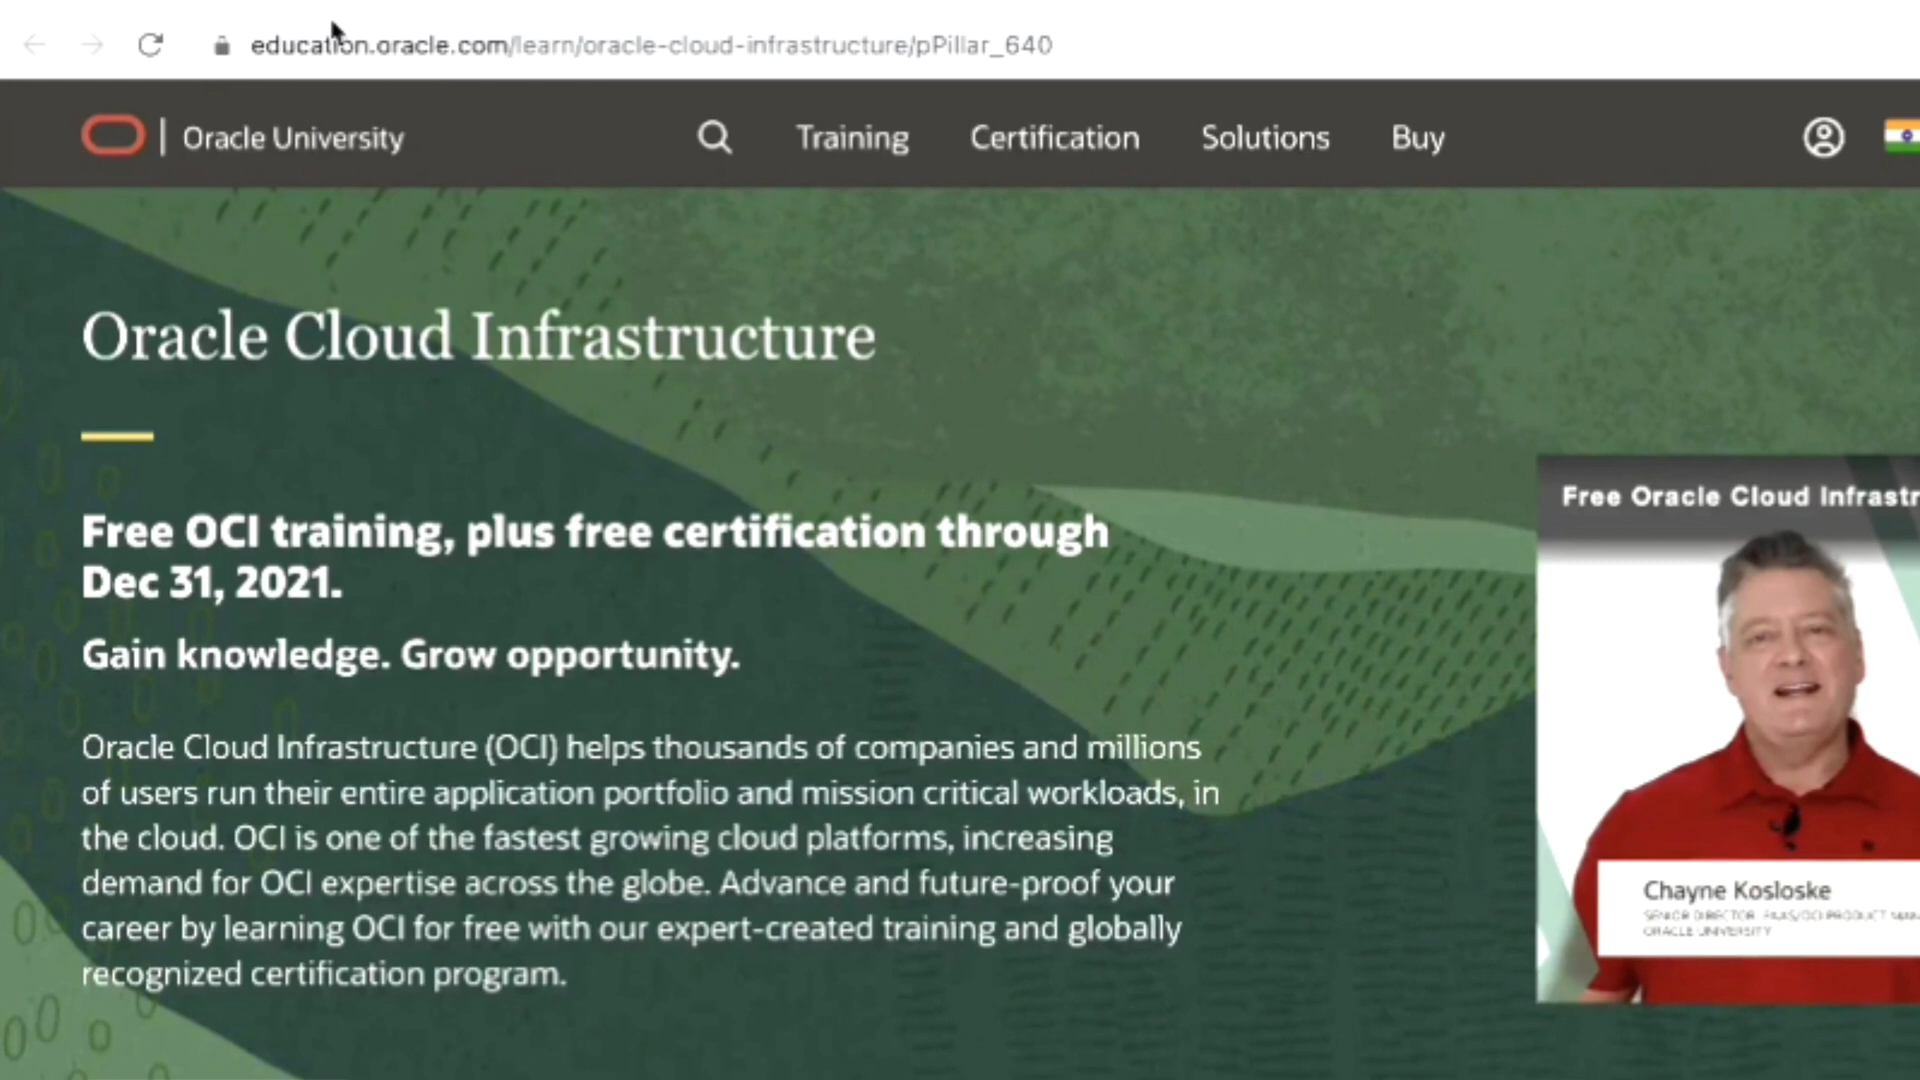 education.oracle.com/learn/oracle-cloud-infrastructure/pPillar_640
Oracle University
Training
Certification
Solutions
Buy
Oracle Cloud Infrastructure
Free OCI training, plus free certification through
Dec 31, 2021.
Gain knowledge. Grow opportunity.
Oracle Cloud Infrastructure (OCI) helps thousands of companies and millions
of users run their entire application portfolio and mission critical workloads, in
the cloud. OCI is one of the fastest growing cloud platforms, increasing
demand for OCI expertise across the globe. Advance and future-proof your
career by learning OCI for free with our expert-created training and globally
recognized certification program.
Free Oracle Cloud Infrastr
Chayne Kosloske
SENIOR DIRECTOR PRODUCT
ORACLE UNIVERSITY